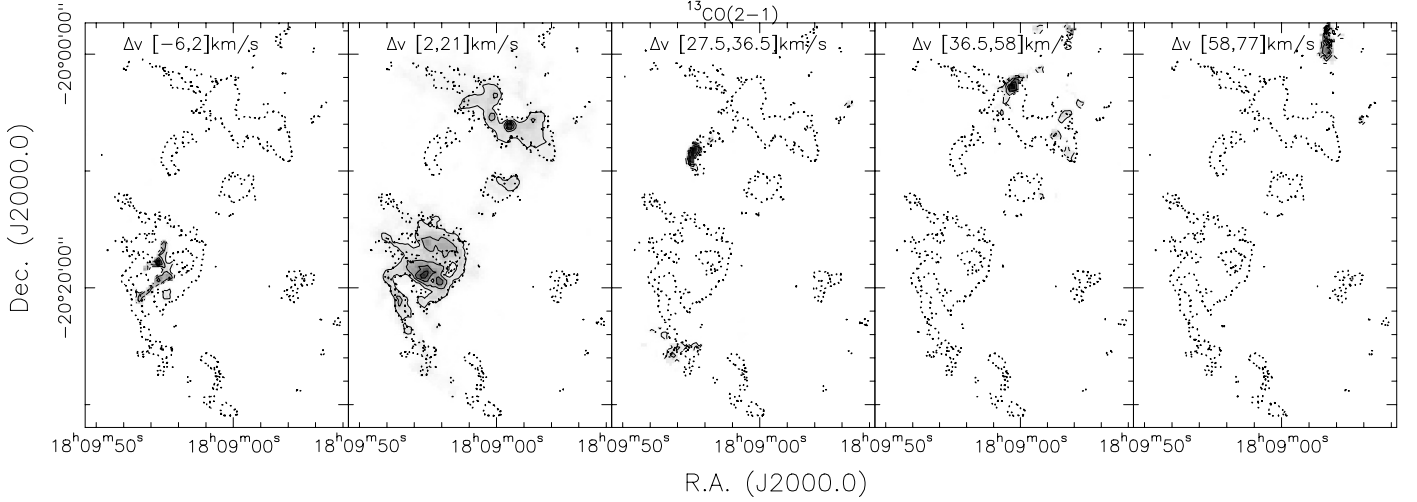 ¹³CO(2−1)
Δv [−6,2]km/s
Δv [2,21]km/s
Δv [27.5,36.5]km/s
Δv [36.5,58]km/s
Δv [58,77]km/s
−20°00'00"
−20°20'00"
Dec. (J2000.0)
18ʰ09ᵐ50ˢ
18ʰ09ᵐ00ˢ
18ʰ09ᵐ50ˢ
18ʰ09ᵐ00ˢ
18ʰ09ᵐ50ˢ
18ʰ09ᵐ00ˢ
18ʰ09ᵐ50ˢ
18ʰ09ᵐ00ˢ
18ʰ09ᵐ50ˢ
18ʰ09ᵐ00ˢ
R.A. (J2000.0)